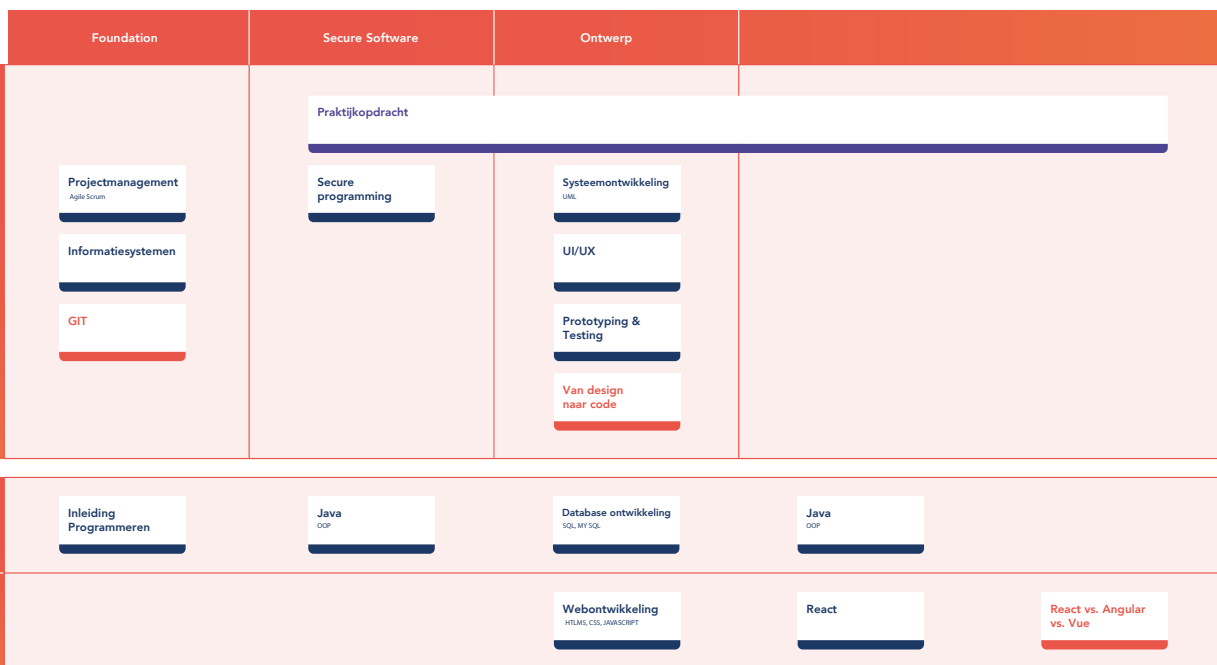 Foundation
Secure Software
Ontwerp
Praktijkopdracht
Projectmanagement
Agile Scrum
Secure
programming
Systeemontwikkeling
UML
Informatiesystemen
UI/UX
GIT
Prototyping &
Testing
Van design
naar code
Inleiding
Programmeren
Java
OOP
Database ontwikkeling
SQL, MY SQL
Java
OOP
Webontwikkeling
HTLMS, CSS, JAVASCRIPT
React
React vs. Angular
vs. Vue